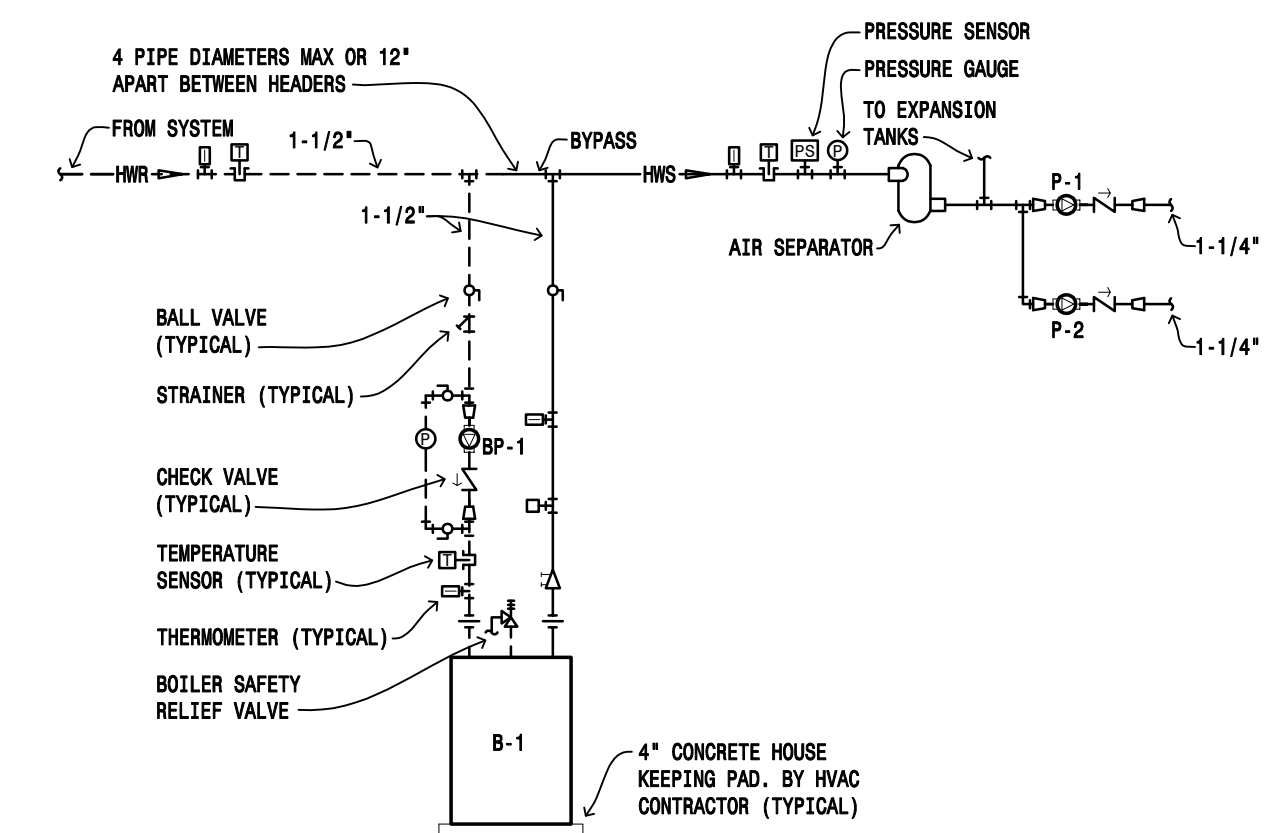 PRESSURE SENSOR
4 PIPE DIAMETERS MAX OR 12"
APART BETWEEN HEADERS
PRESSURE GAUGE
TO EXPANSION
TANKS
FROM SYSTEM
1-1/2"
BYPASS
HWR
T
HWS
T
PS
P
P-1
1-1/2"
AIR SEPARATOR
1-1/4"
BALL VALVE
(TYPICAL)
P-2
1-1/4"
STRAINER (TYPICAL)
P
BP-1
CHECK VALVE
(TYPICAL)
TEMPERATURE
SENSOR (TYPICAL)
T
THERMOMETER (TYPICAL)
BOILER SAFETY
RELIEF VALVE
B-1
4" CONCRETE HOUSE
KEEPING PAD. BY HVAC
CONTRACTOR (TYPICAL)